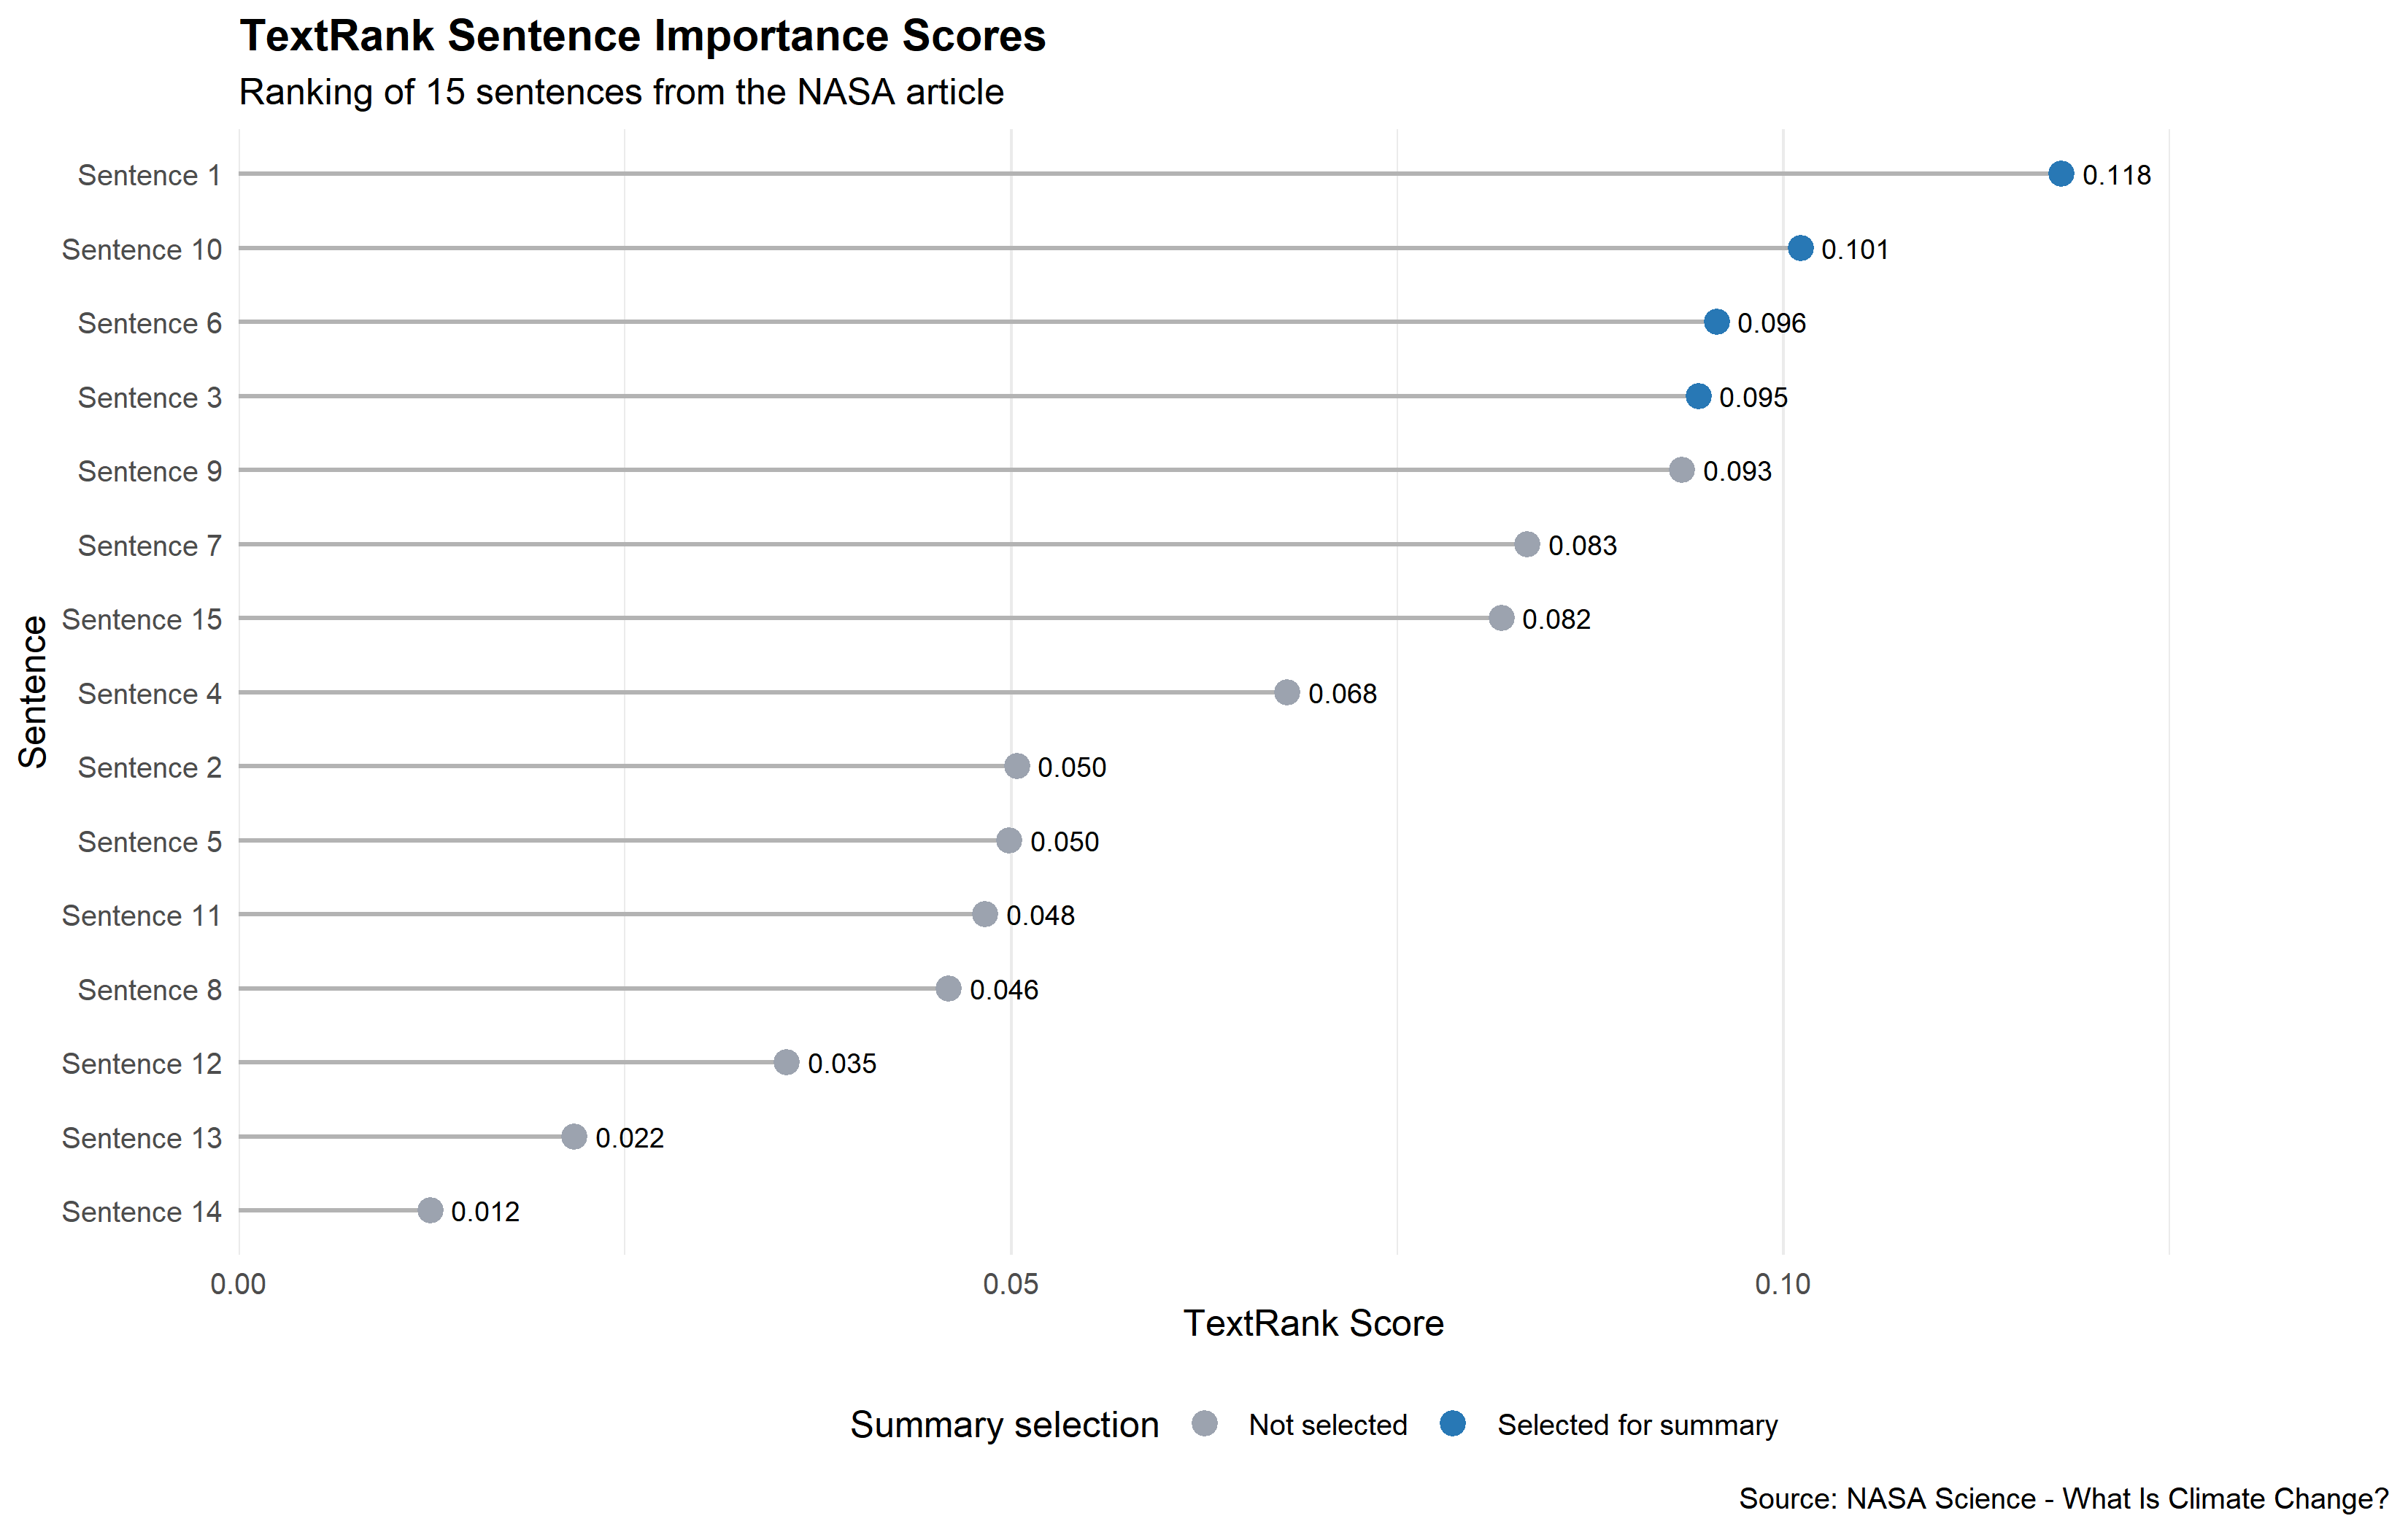 TextRank Sentence Importance Scores
Ranking of 15 sentences from the NASA article
Sentence
Sentence 1 0.118
Sentence 10 0.101
Sentence 6 0.096
Sentence 3 0.095
Sentence 9 0.093
Sentence 7 0.083
Sentence 15 0.082
Sentence 4 0.068
Sentence 2 0.050
Sentence 5 0.050
Sentence 11 0.048
Sentence 8 0.046
Sentence 12 0.035
Sentence 13 0.022
Sentence 14 0.012
0.00 0.05 0.10
TextRank Score
Summary selection Not selected Selected for summary
Source: NASA Science - What Is Climate Change?